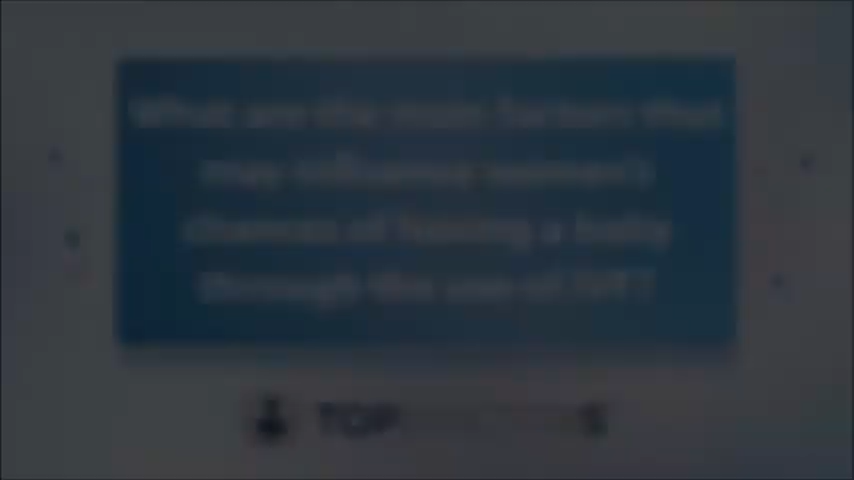 What are the main factors that
may influence women's
chances of having a baby
through the use of IVF?
TOP